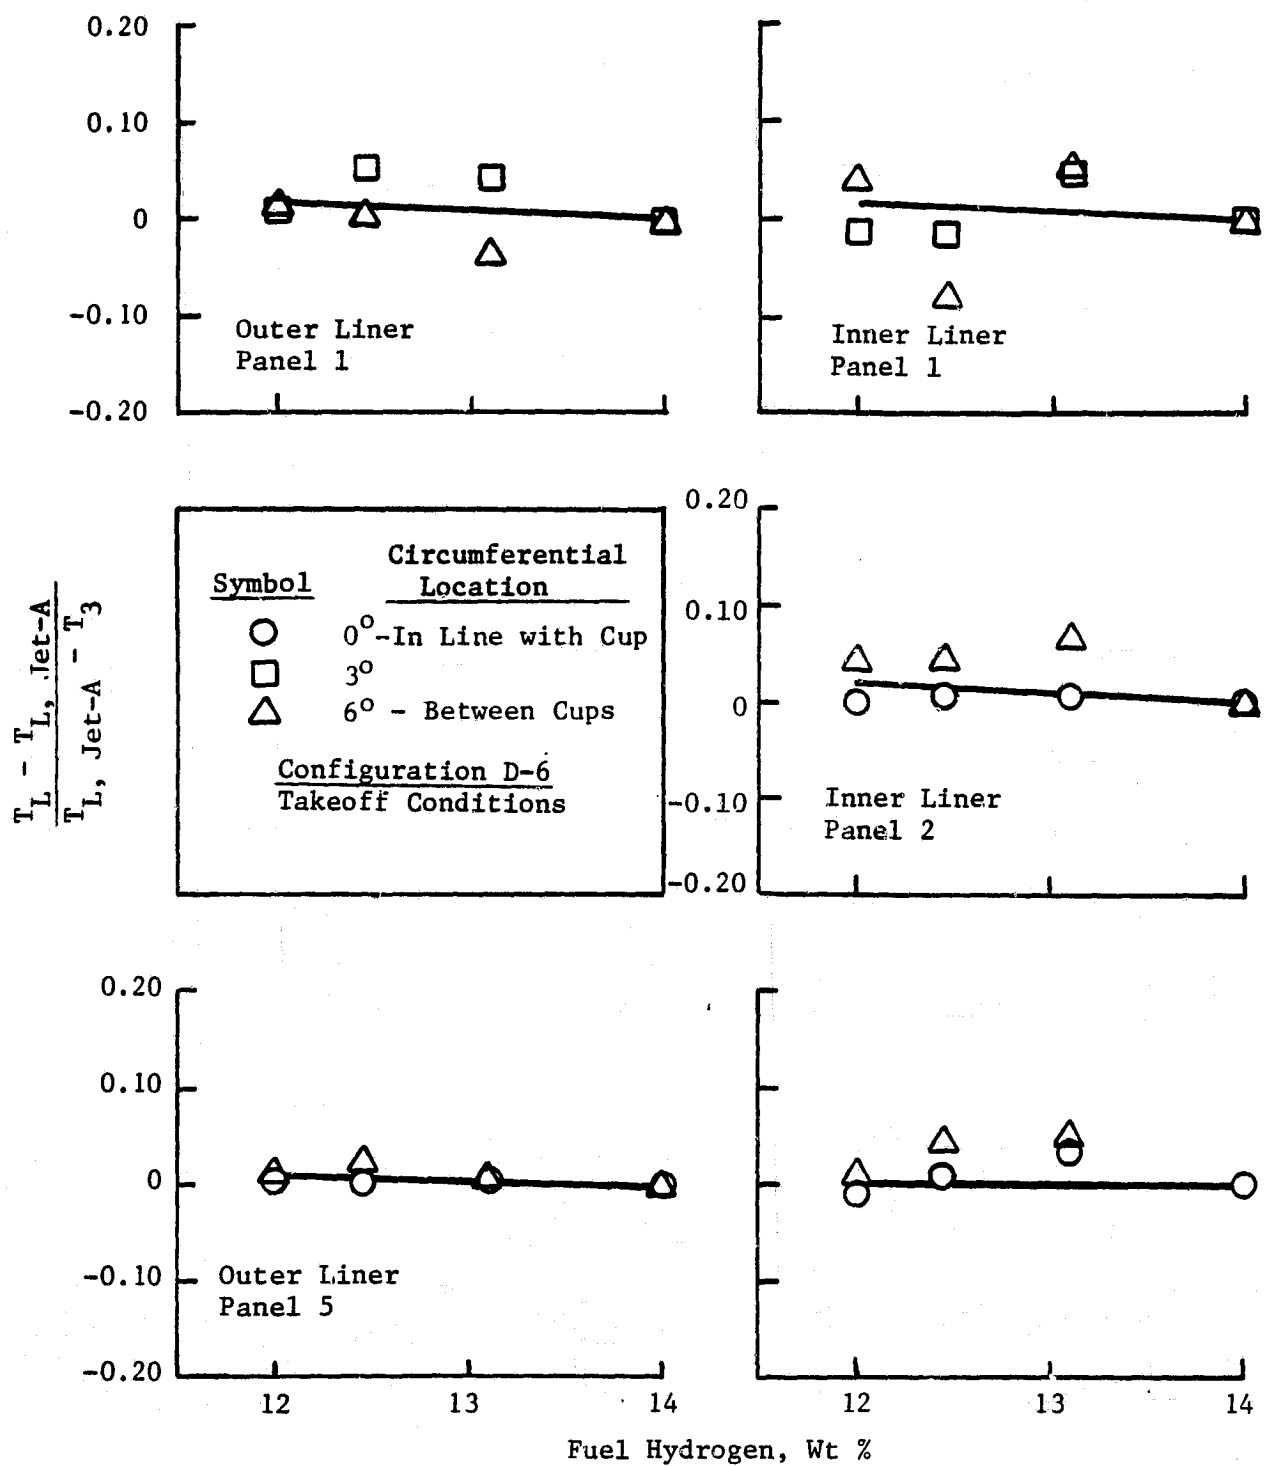 0.20
0.10
0
-0.10
-0.20
Outer Liner
Panel 1
Inner Liner
Panel 1
T_L - T_L, Jet-A
T_L, Jet-A - T_3
Symbol
Circumferential
Location
0°-In Line with Cup
3°
6° - Between Cups
Configuration D-6
Takeoff Conditions
0.20
0.10
0
-0.10
-0.20
Inner Liner
Panel 2
0.20
0.10
0
-0.10
-0.20
Outer Liner
Panel 5
12 13 14
12 13 14
Fuel Hydrogen, Wt %